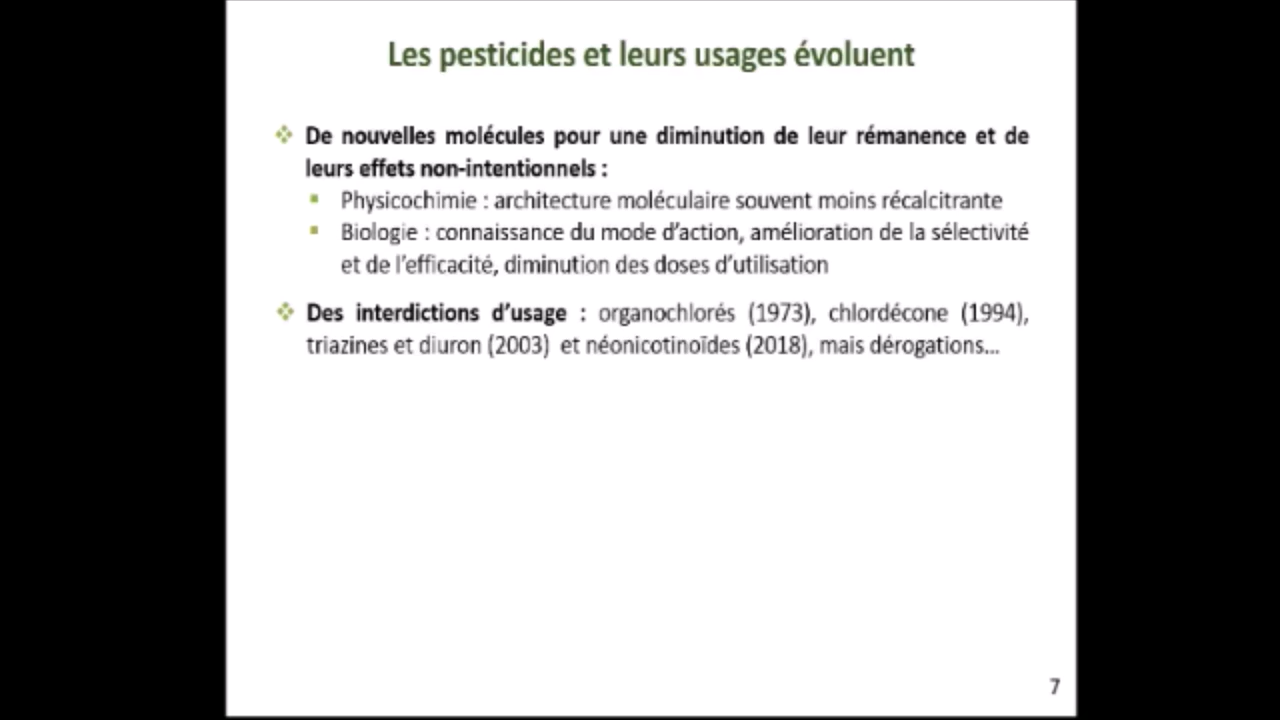 Les pesticides et leurs usages évoluent
De nouvelles molécules pour une diminution de leur rémanence et de
leurs effets non-intentionnels :
Physicochimie : architecture moléculaire souvent moins récalcitrante
Biologie : connaissance du mode d'action, amélioration de la sélectivité
et de l'efficacité, diminution des doses d'utilisation
Des interdictions d'usage : organochlorés (1973), chlordécone (1994),
triazines et diuron (2003) et néonicotinoïdes (2018), mais dérogations...
7